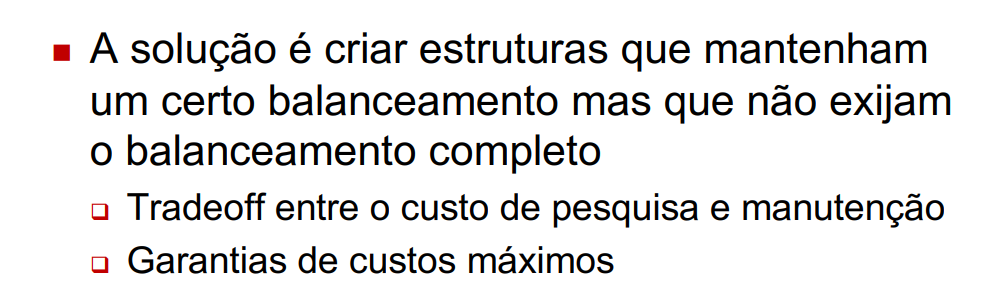 A solução é criar estruturas que mantenham
um certo balanceamento mas que não exijam
o balanceamento completo
Tradeoff entre o custo de pesquisa e manutenção
Garantias de custos máximos